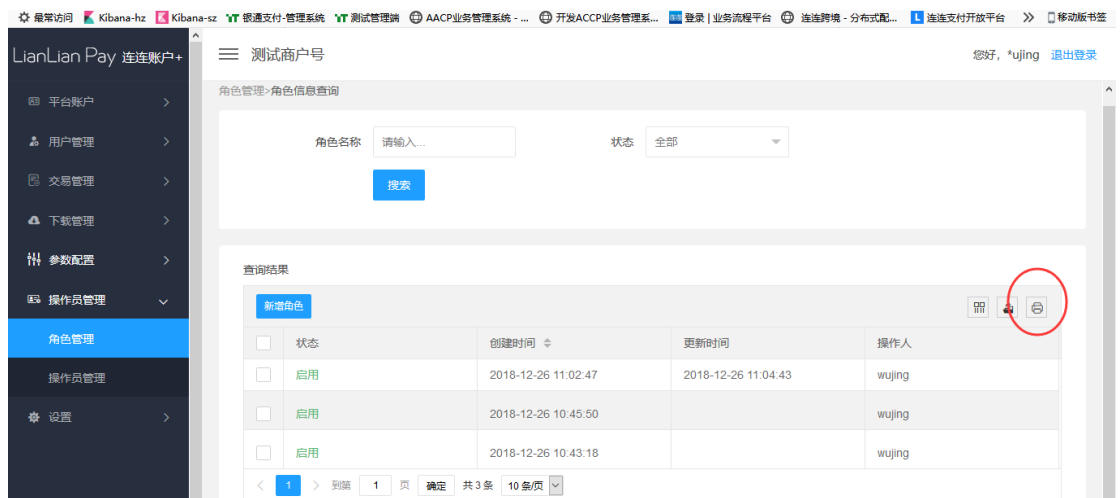 最常访问 Kibana-hz Kibana-sz 银通支付-管理系统 测试管理端 AACP业务管理系统 - ... 开发ACCP业务管理系... 登录 | 业务流程平台 连连跨境 - 分布式配... 连连支付开放平台 移动版书签
LianLian Pay 连连账户+
测试商户号
您好, *ujing 退出登录
角色管理>角色信息查询
平台账户
用户管理
交易管理
下载管理
参数配置
操作员管理
角色管理
操作员管理
设置
角色名称 请输入... 状态 全部
搜索
查询结果
新增角色
状态 创建时间 更新时间 操作人
启用 2018-12-26 11:02:47 2018-12-26 11:04:43 wujing
启用 2018-12-26 10:45:50 wujing
启用 2018-12-26 10:43:18 wujing
1 到第 1 页 确定 共 3 条 10 条/页